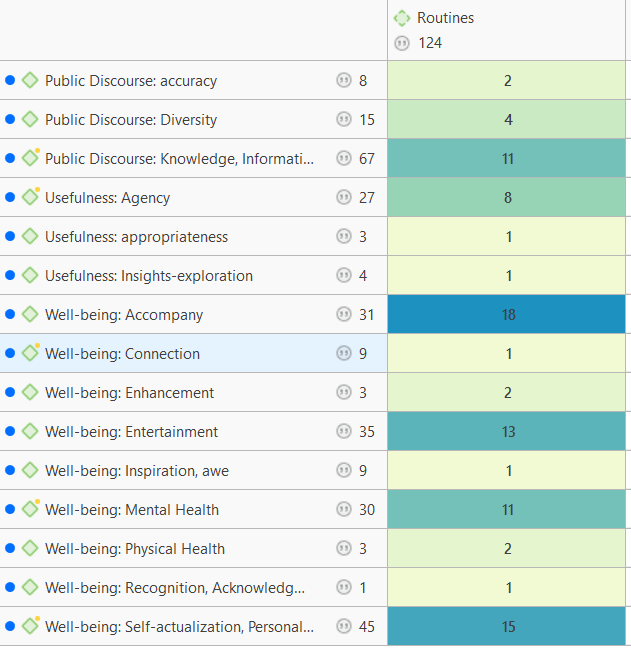 Routines
124
Public Discourse: accuracy 8 2
Public Discourse: Diversity 15 4
Public Discourse: Knowledge, Informati... 67 11
Usefulness: Agency 27 8
Usefulness: appropriateness 3 1
Usefulness: Insights-exploration 4 1
Well-being: Accompany 31 18
Well-being: Connection 9 1
Well-being: Enhancement 3 2
Well-being: Entertainment 35 13
Well-being: Inspiration, awe 9 1
Well-being: Mental Health 30 11
Well-being: Physical Health 3 2
Well-being: Recognition, Acknowledg... 1 1
Well-being: Self-actualization, Personal... 45 15